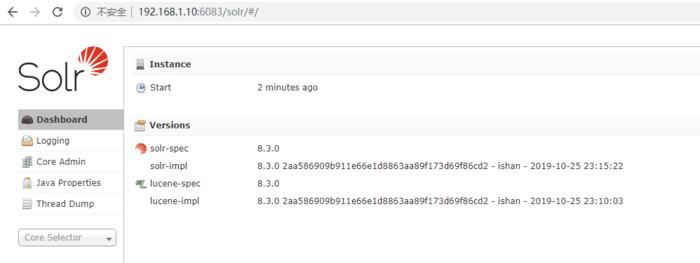 不安全 | 192.168.1.10:6083/solr/#/
Solr
Dashboard
Logging
Core Admin
Java Properties
Thread Dump
Core Selector
Instance
Start 2 minutes ago
Versions
solr-spec 8.3.0
solr-impl 8.3.0 2aa586909b911e66e1d8863aa89f173d69f86cd2 - ishan - 2019-10-25 23:15:22
lucene-spec 8.3.0
lucene-impl 8.3.0 2aa586909b911e66e1d8863aa89f173d69f86cd2 - ishan - 2019-10-25 23:10:03